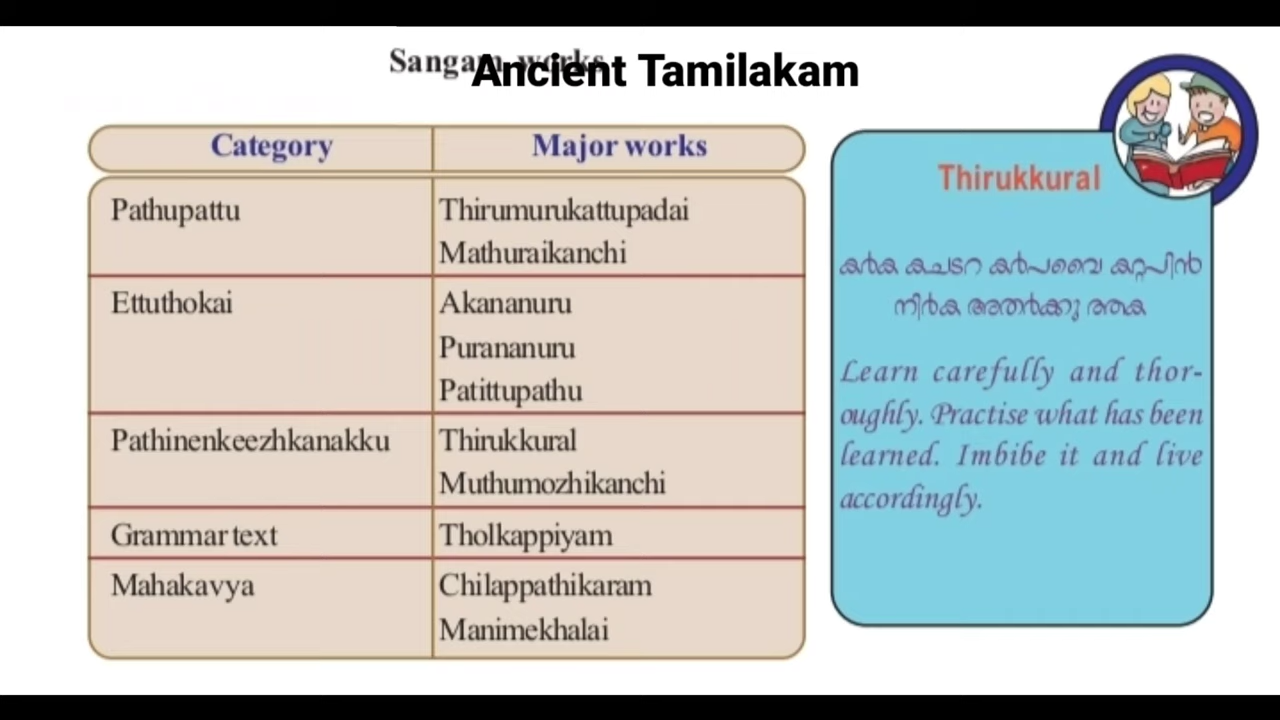 Sangam works
Ancient Tamilakam
Category Major works
Pathupattu Thirumurukattupadai
Mathuraikanchi
Ettuthokai Akananuru
Purananuru
Patittupathu
Pathinenkeezhkanakku Thirukkural
Muthumozhikanchi
Grammar text Tholkappiyam
Mahakavya Chilappathikaram
Manimekhalai
Thirukkural
കർക കചടറ കർപവൈ കറ്റപിൻ
നിർക അതർക്കു തക
Learn carefully and thor-
oughly. Practise what has been
learned. Imbibe it and live
accordingly.